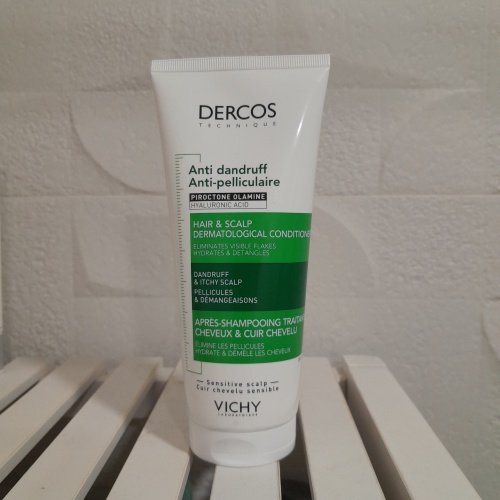 DERCOS
TECHNIQUE
Anti dandruff
Anti-pelliculaire
PIROCTONE OLAMINE
HYALURONIC ACID
HAIR & SCALP
DERMATOLOGICAL CONDITIONE
ELIMINATES VISIBLE FLAKES
HYDRATES & DETANGLES
DANDRUFF
& ITCHY SCALP
PELLICULES
& DÉMANGEAISONS
APRÈS-SHAMPOOING TRAITAN
CHEVEUX & CUIR CHEVELU
ÉLIMINE LES PELLICULES
HYDRATE & DÉMÊLE LES CHEVEUX
Sensitive scalp
Cuir chevelu sensible
VICHY
LABORATOIRES